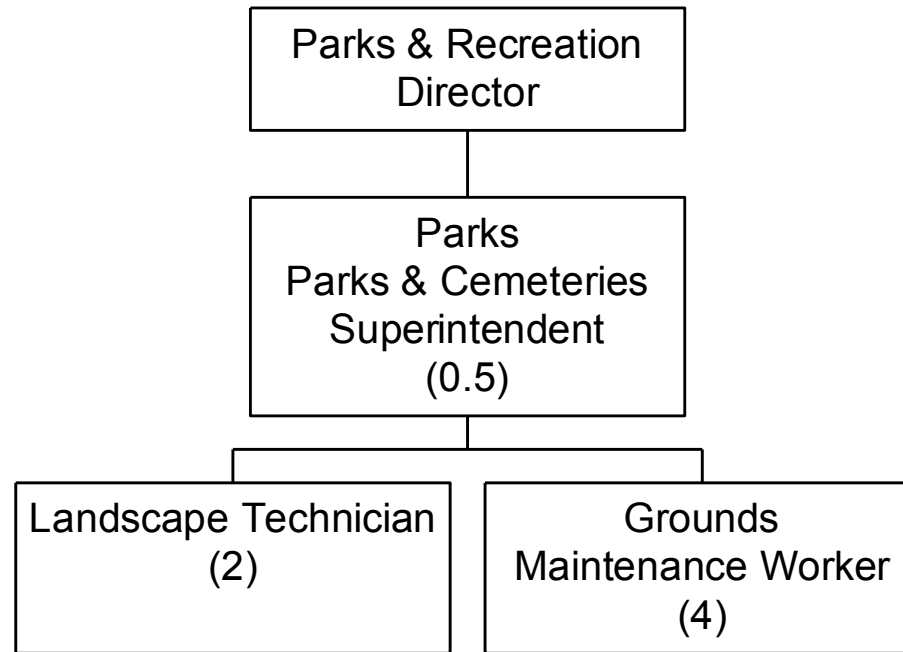 Parks & Recreation
Director
Parks
Parks & Cemeteries
Superintendent
(0.5)
Landscape Technician
(2)
Grounds
Maintenance Worker
(4)